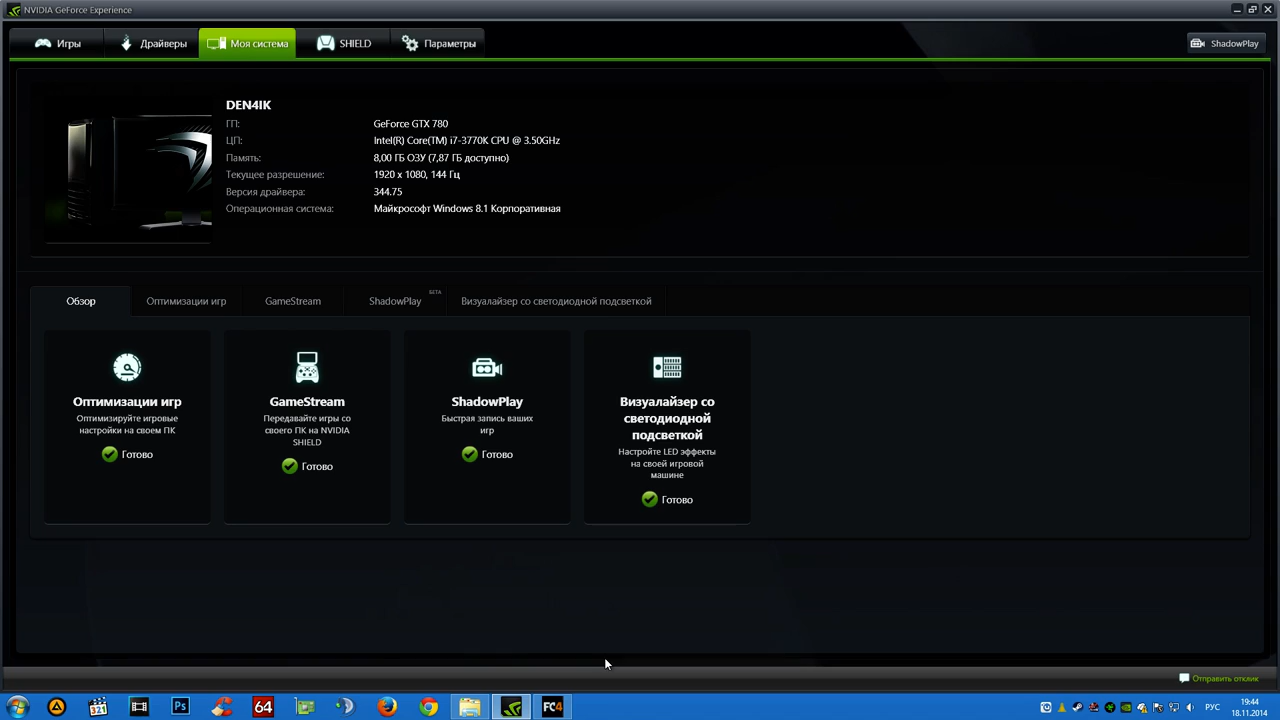 NVIDIA GeForce Experience
Игры
Драйверы
Моя система
SHIELD
Параметры
ShadowPlay
DEN4IK
ГП: GeForce GTX 780
ЦП: Intel(R) Core(TM) i7-3770K CPU @ 3.50GHz
Память: 8,00 ГБ ОЗУ (7,87 ГБ доступно)
Текущее разрешение: 1920 x 1080, 144 Гц
Версия драйвера: 344.75
Операционная система: Майкрософт Windows 8.1 Корпоративная
Обзор
Оптимизации игр
GameStream
ShadowPlay BETA
Визуалайзер со светодиодной подсветкой
Оптимизации игр
Оптимизируйте игровые
настройки на своем ПК
Готово
GameStream
Передавайте игры со
своего ПК на NVIDIA
SHIELD
Готово
ShadowPlay
Быстрая запись ваших
игр
Готово
Визуалайзер со
светодиодной
подсветкой
Настройте LED эффекты
на своей игровой
машине
Готово
Отправить отклик
321
Ps
64
FC4
РУС
19:44
18.11.2014